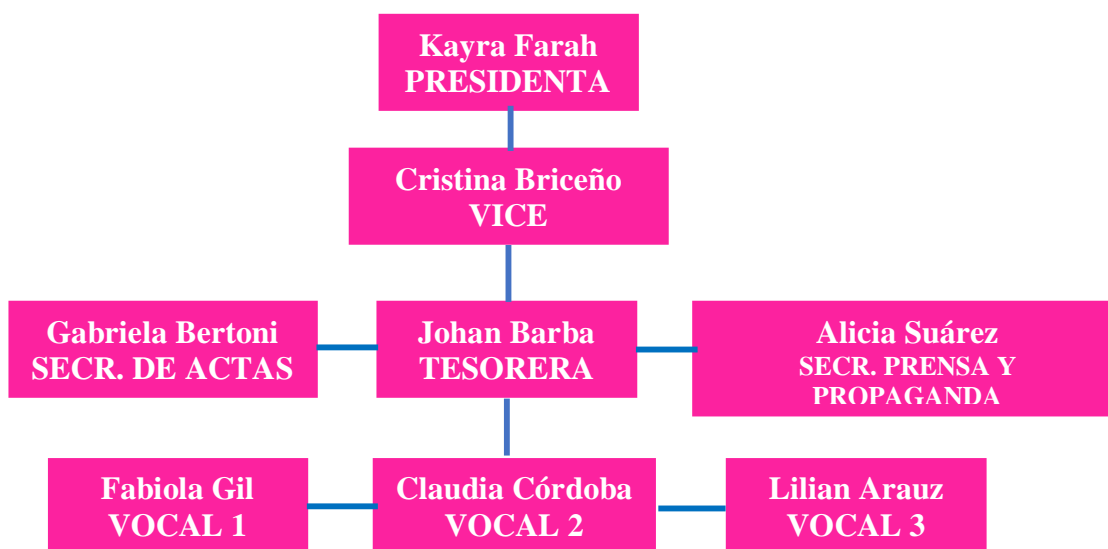 Kayra Farah
PRESIDENTA
Cristina Briceño
VICE
Gabriela Bertoni
SECR. DE ACTAS
Johan Barba
TESORERA
Alicia Suárez
SECR. PRENSA Y
PROPAGANDA
Fabiola Gil
VOCAL 1
Claudia Córdoba
VOCAL 2
Lilian Arauz
VOCAL 3